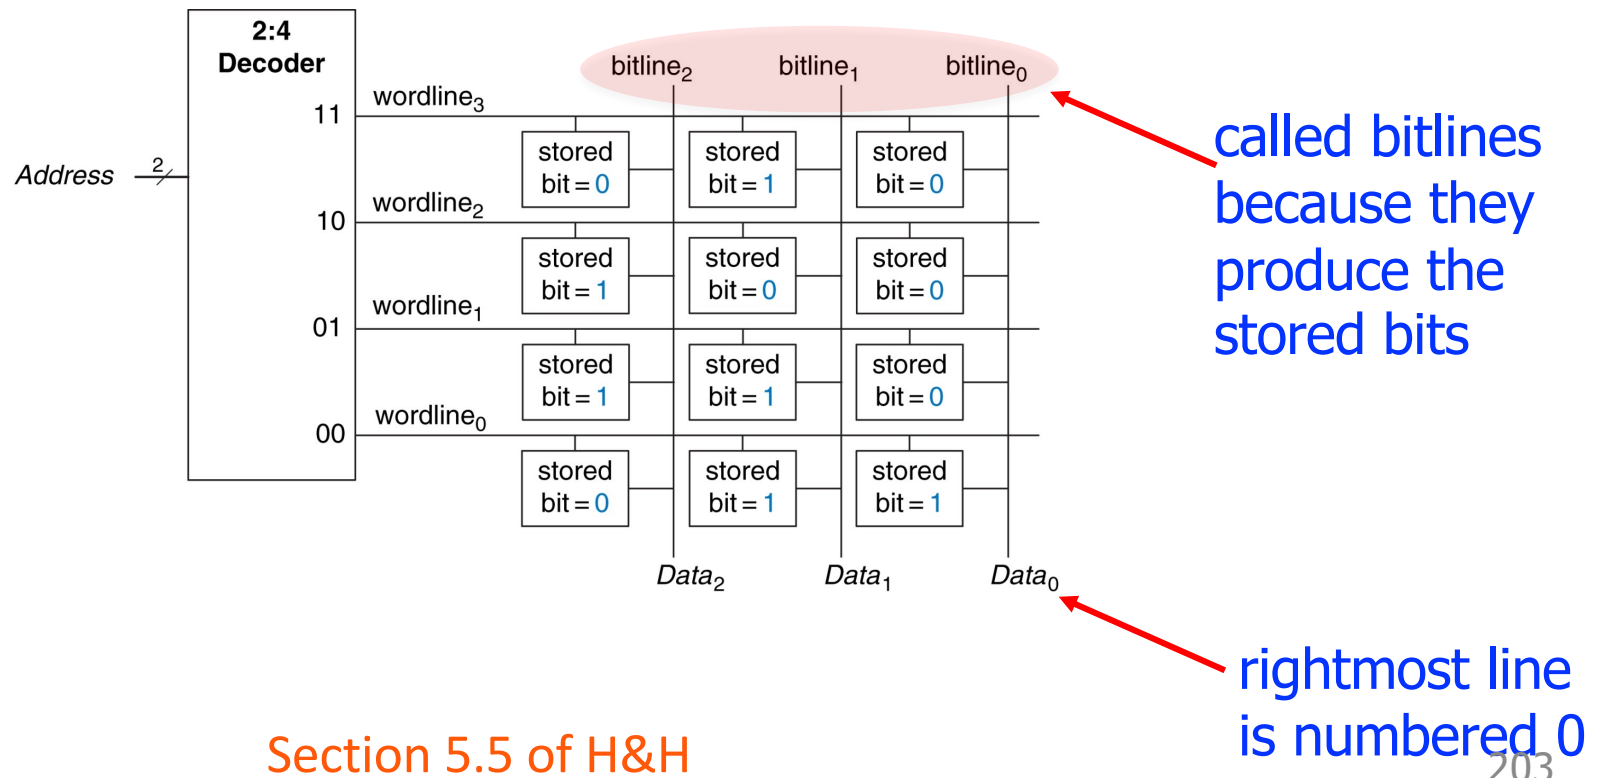 2:4
Decoder
bitline₂ bitline₁ bitline₀
wordline₃
11
Address 2
stored bit = 0
stored bit = 1
stored bit = 0
wordline₂
10
stored bit = 1
stored bit = 0
stored bit = 0
wordline₁
01
stored bit = 1
stored bit = 1
stored bit = 0
wordline₀
00
stored bit = 0
stored bit = 1
stored bit = 1
Data₂ Data₁ Data₀
called bitlines
because they
produce the
stored bits
rightmost line
is numbered 0
Section 5.5 of H&H
203